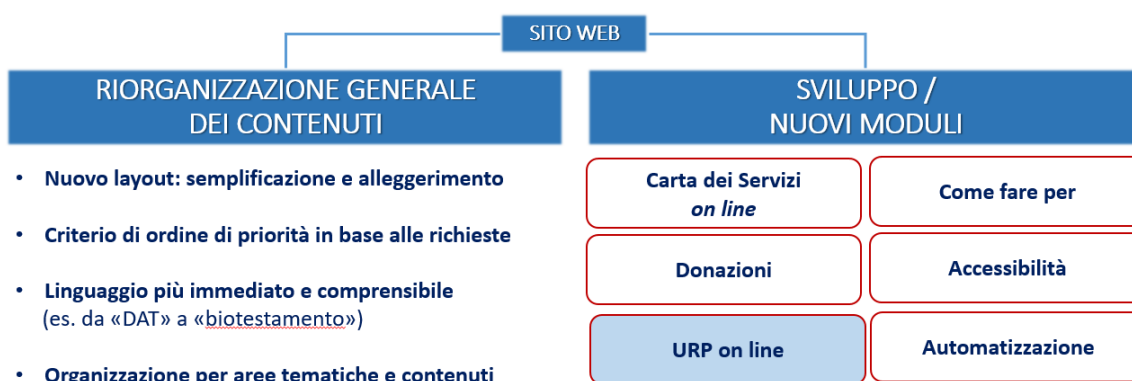 SITO WEB
RIORGANIZZAZIONE GENERALE
DEI CONTENUTI
• Nuovo layout: semplificazione e alleggerimento
• Criterio di ordine di priorità in base alle richieste
• Linguaggio più immediato e comprensibile
(es. da «DAT» a «biotestamento»)
• Organizzazione per aree tematiche e contenuti
SVILUPPO /
NUOVI MODULI
Carta dei Servizi
on line
Come fare per
Donazioni
Accessibilità
URP on line
Automatizzazione